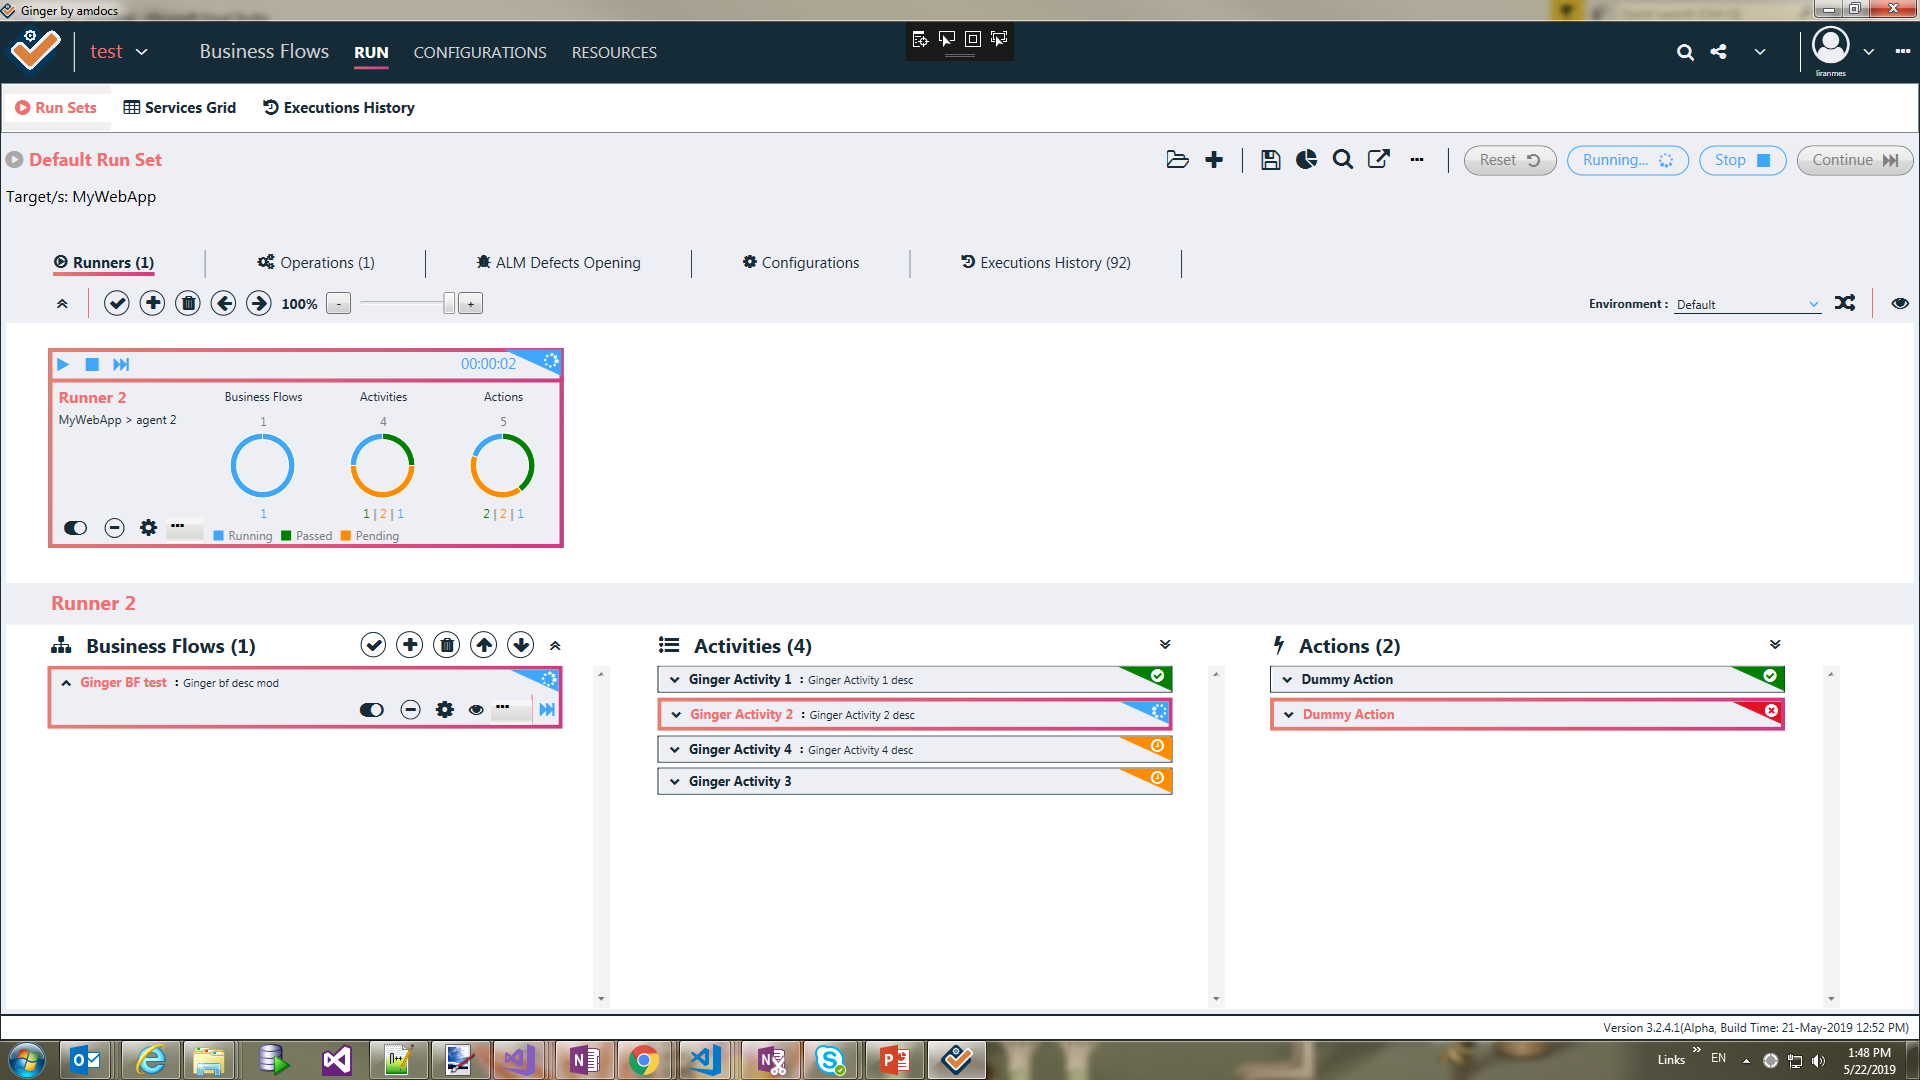 Ginger by amdocs
test
Business Flows
RUN
CONFIGURATIONS
RESOURCES
liranmes
Run Sets
Services Grid
Executions History
Default Run Set
Reset
Running...
Stop
Continue
Target/s: MyWebApp
Runners (1)
Operations (1)
ALM Defects Opening
Configurations
Executions History (92)
100%
-
+
Environment :
Default
00:00:02
Runner 2
MyWebApp > agent 2
Business Flows
Activities
Actions
1
4
5
1
1 | 2 | 1
2 | 2 | 1
Running
Passed
Pending
Runner 2
Business Flows (1)
Ginger BF test : Ginger bf desc mod
Activities (4)
Ginger Activity 1 : Ginger Activity 1 desc
Ginger Activity 2 : Ginger Activity 2 desc
Ginger Activity 4 : Ginger Activity 4 desc
Ginger Activity 3
Actions (2)
Dummy Action
Dummy Action
Version 3.2.4.1(Alpha, Build Time: 21-May-2019 12:52 PM)
Links
EN
1:48 PM
5/22/2019